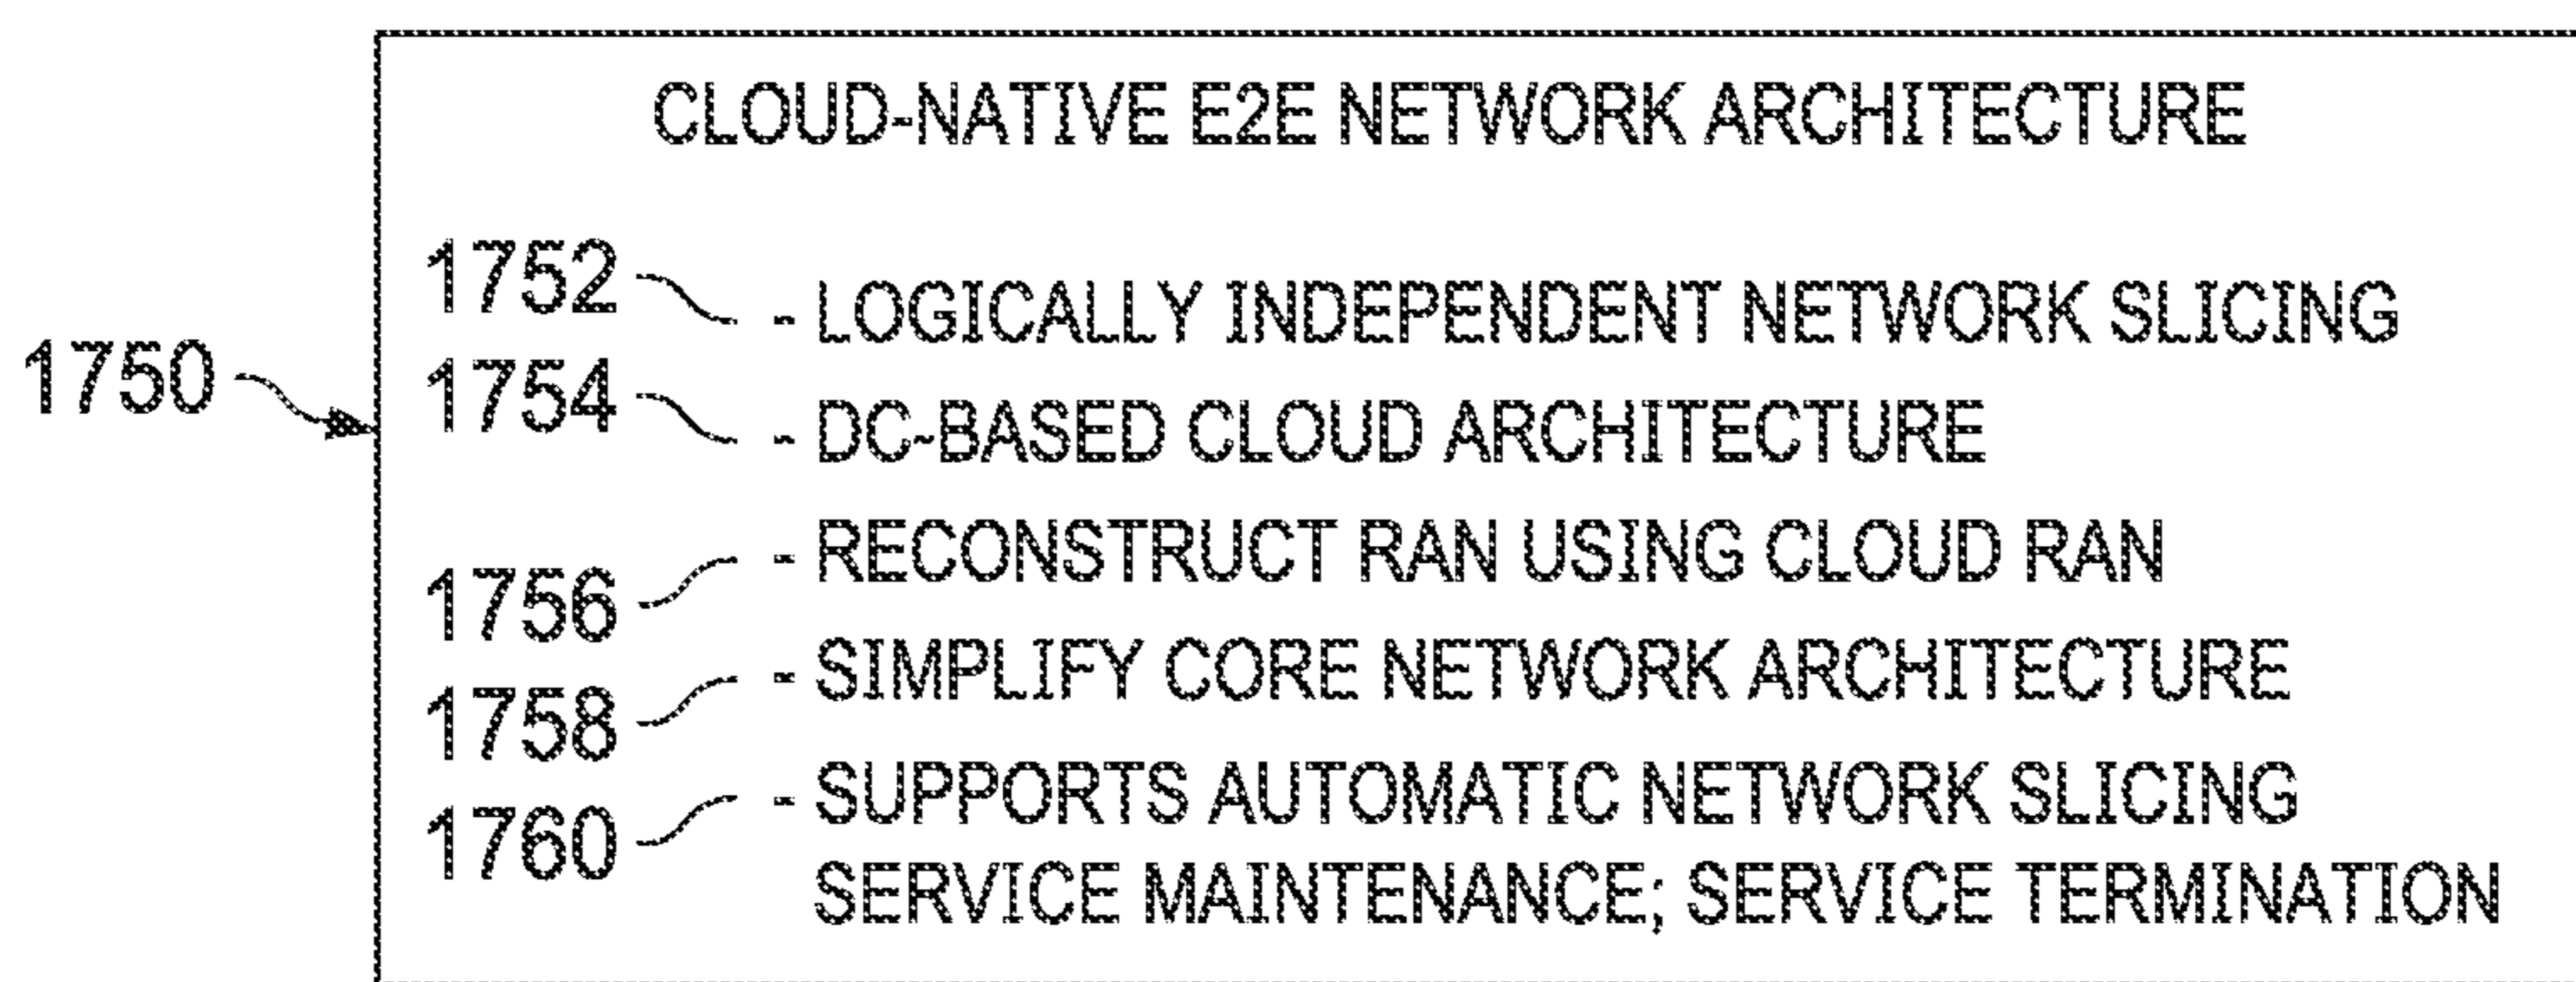 CLOUD-NATIVE E2E NETWORK ARCHITECTURE
1752 - LOGICALLY INDEPENDENT NETWORK SLICING
1750
1754 - DC-BASED CLOUD ARCHITECTURE
1756 - RECONSTRUCT RAN USING CLOUD RAN
1758 - SIMPLIFY CORE NETWORK ARCHITECTURE
1760 - SUPPORTS AUTOMATIC NETWORK SLICING
SERVICE MAINTENANCE; SERVICE TERMINATION